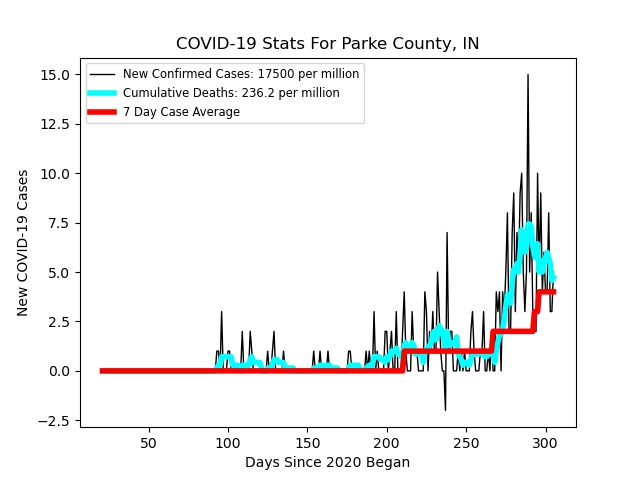 COVID-19 Stats For Parke County, IN
New Confirmed Cases: 17500 per million
Cumulative Deaths: 236.2 per million
7 Day Case Average
New COVID-19 Cases
15.0
12.5
10.0
7.5
5.0
2.5
0.0
−2.5
50 100 150 200 250 300
Days Since 2020 Began